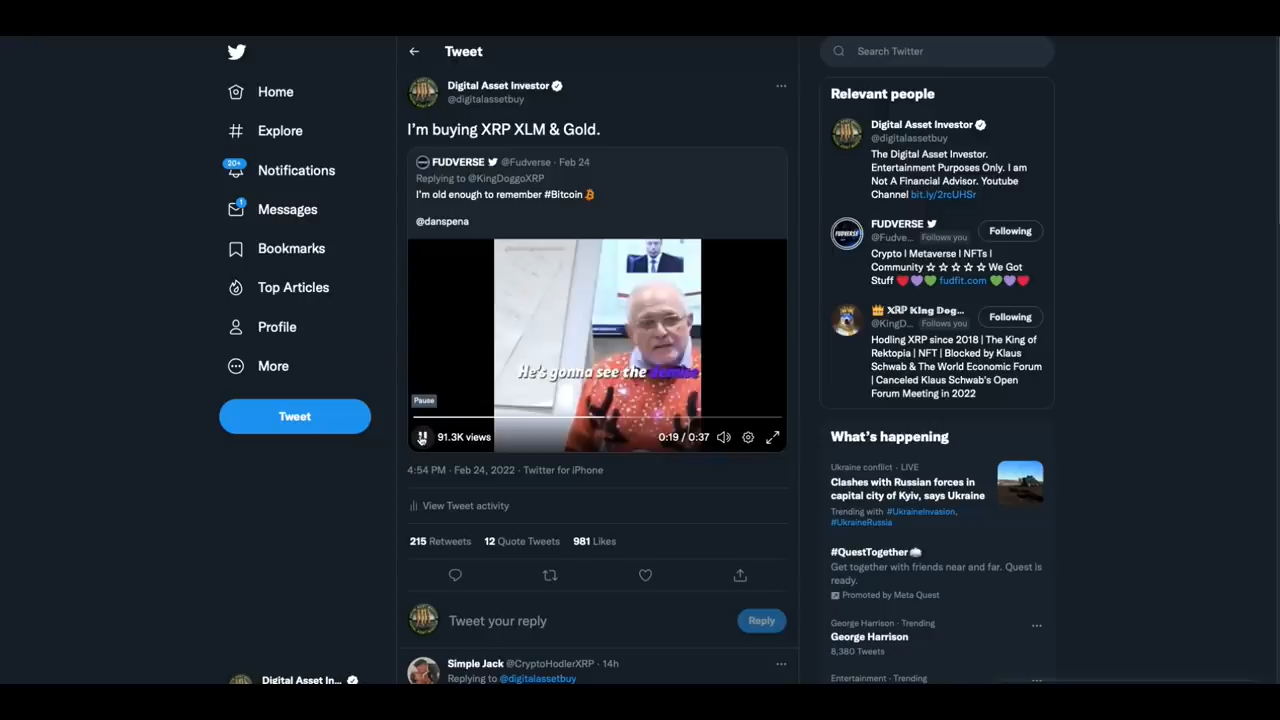 Home
Explore
20+
Notifications
1
Messages
Bookmarks
Top Articles
Profile
More
Tweet
Digital Asset In...
Tweet
Digital Asset Investor
@digitalassetbuy
I'm buying XRP XLM & Gold.
FUDVERSE @Fudverse · Feb 24
Replying to @KingDoggoXRP
I'm old enough to remember #Bitcoin
@danspena
He's gonna see the demise
Pause
91.3K views
0:19 / 0:37
4:54 PM · Feb 24, 2022 · Twitter for iPhone
View Tweet activity
215 Retweets 12 Quote Tweets 981 Likes
Tweet your reply
Reply
Simple Jack @CryptoHodlerXRP · 14h
Replying to @digitalassetbuy
Search Twitter
Relevant people
Digital Asset Investor
@digitalassetbuy
The Digital Asset Investor.
Entertainment Purposes Only. I am
Not A Financial Advisor. Youtube
Channel bit.ly/2rcUHSr
FUDVERSE
@Fudve... Follows you
Following
Crypto l Metaverse l NFTs l
Community ☆ ☆ ☆ ☆ ☆ We Got
Stuff fudfit.com
XRP King Dog...
@KingD... Follows you
Following
Hodling XRP since 2018 | The King of
Rektopia | NFT | Blocked by Klaus
Schwab & The World Economic Forum
| Canceled Klaus Schwab's Open
Forum Meeting in 2022
What's happening
Ukraine conflict · LIVE
Clashes with Russian forces in
capital city of Kyiv, says Ukraine
Trending with #UkraineInvasion,
#UkraineRussia
#QuestTogether
Get together with friends near and far. Quest is
ready.
Promoted by Meta Quest
George Harrison · Trending
George Harrison
8,380 Tweets
Entertainment · Trending